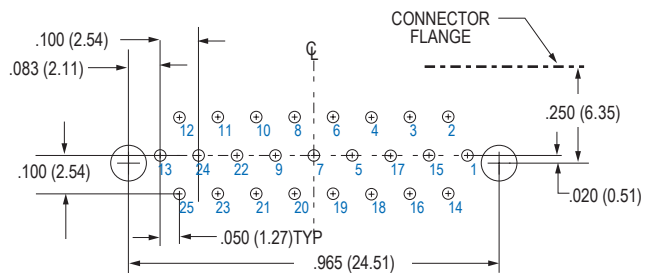 .100 (2.54)
.083 (2.11)
CONNECTOR
FLANGE
℄
.250 (6.35)
12 11 10 8 6 4 3 2
13 24 22 9 7 5 17 15 1
.100 (2.54)
.020 (0.51)
25 23 21 20 19 18 16 14
.050 (1.27)TYP
.965 (24.51)